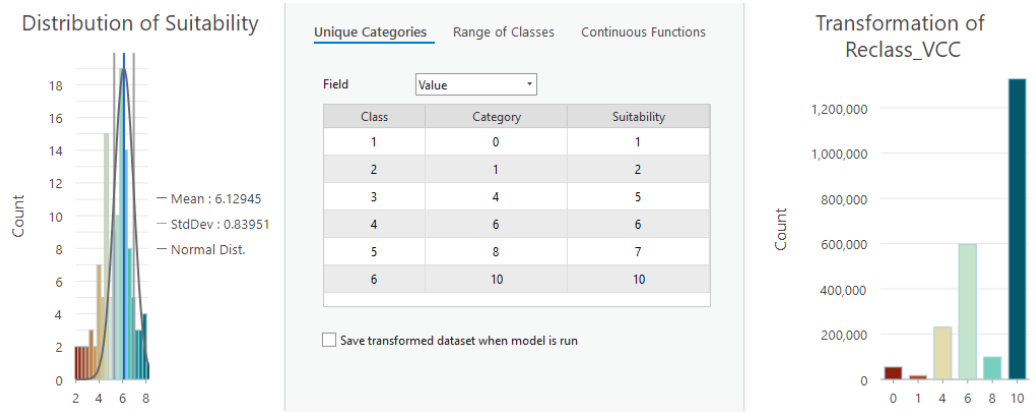 Distribution of Suitability
18
16
14
12
10
8
6
4
2
0
Count
2 4 6 8
Mean : 6.12945
StdDev : 0.83951
Normal Dist.
Unique Categories Range of Classes Continuous Functions
Field Value
Class Category Suitability
1 0 1
2 1 2
3 4 5
4 6 6
5 8 7
6 10 10
Save transformed dataset when model is run
Transformation of
Reclass_VCC
1,200,000
1,000,000
800,000
600,000
400,000
200,000
0
Count
0 1 4 6 8 10